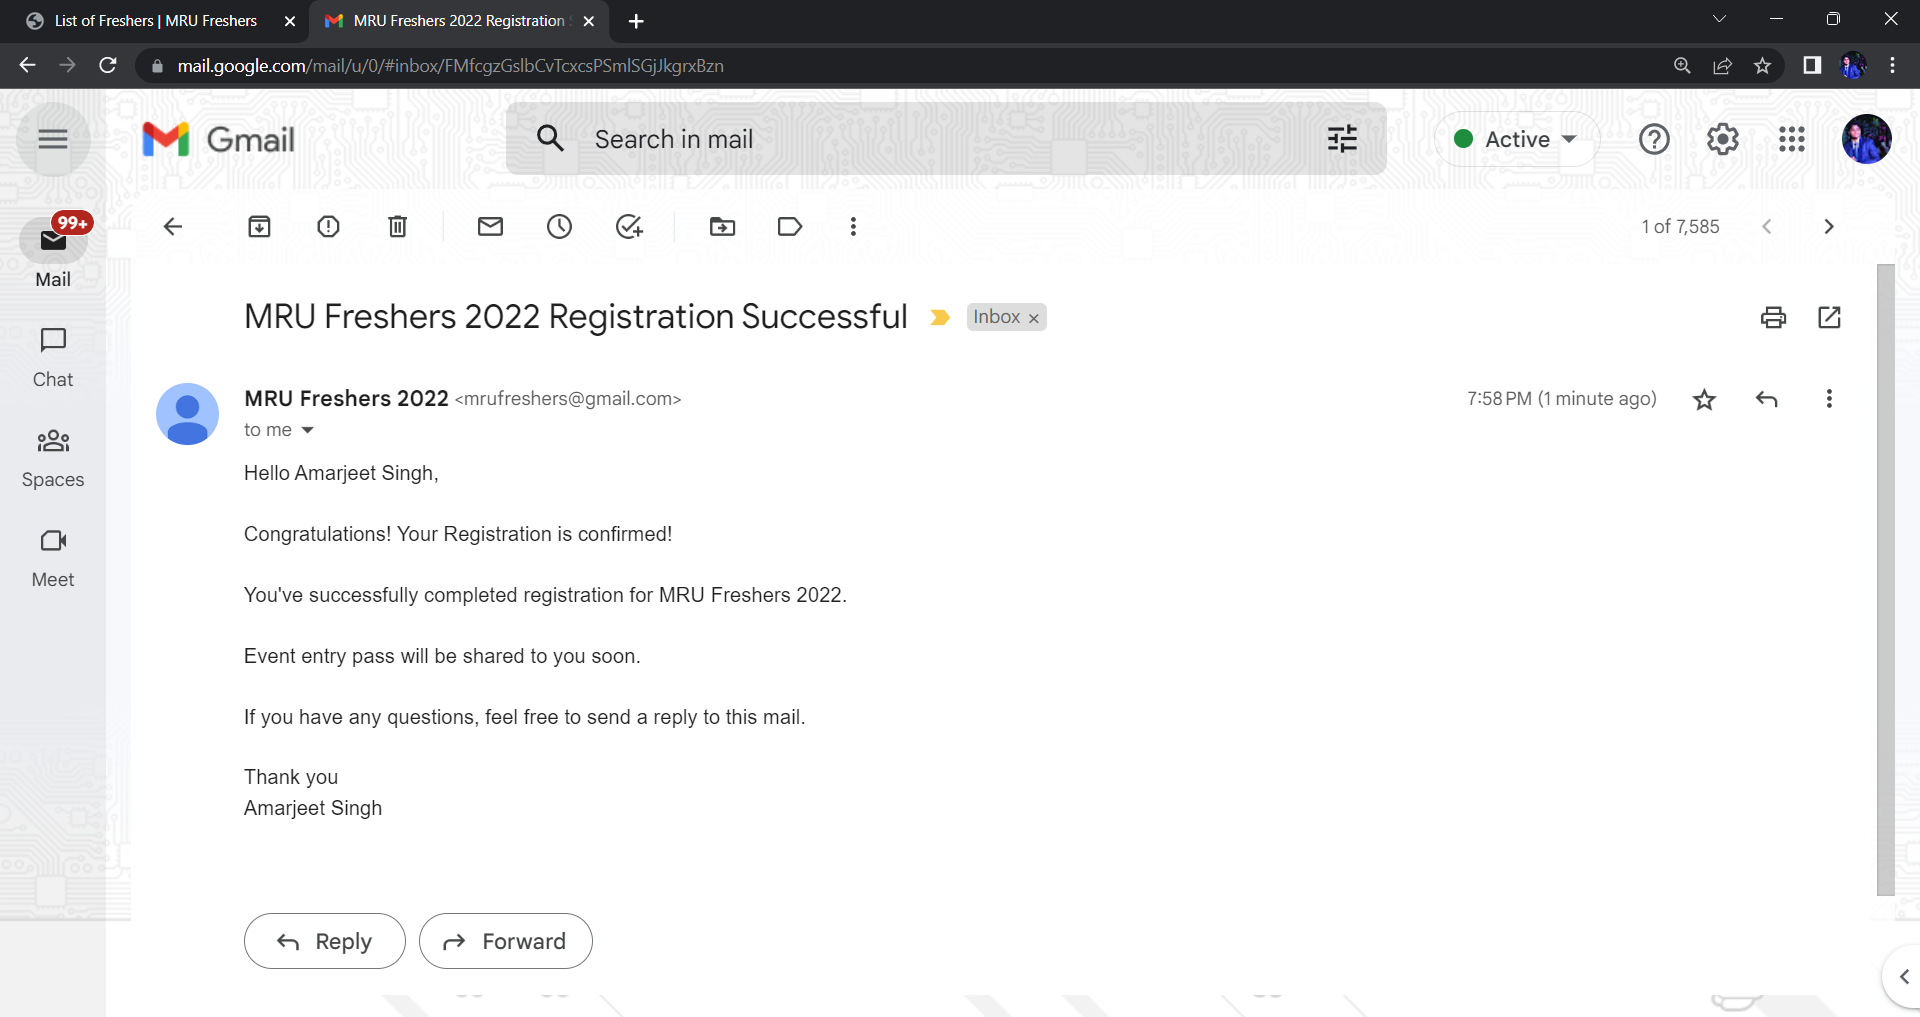 List of Freshers | MRU Freshers
MRU Freshers 2022 Registration S
mail.google.com/mail/u/0/#inbox/FMfcgzGslbCvTcxcsPSmlSGjJkgrxBzn
Gmail
Search in mail
Active
99+
Mail
Chat
Spaces
Meet
1 of 7,585
MRU Freshers 2022 Registration Successful
Inbox ×
MRU Freshers 2022 <mrufreshers@gmail.com>
7:58 PM (1 minute ago)
to me
Hello Amarjeet Singh,
Congratulations! Your Registration is confirmed!
You've successfully completed registration for MRU Freshers 2022.
Event entry pass will be shared to you soon.
If you have any questions, feel free to send a reply to this mail.
Thank you
Amarjeet Singh
Reply
Forward